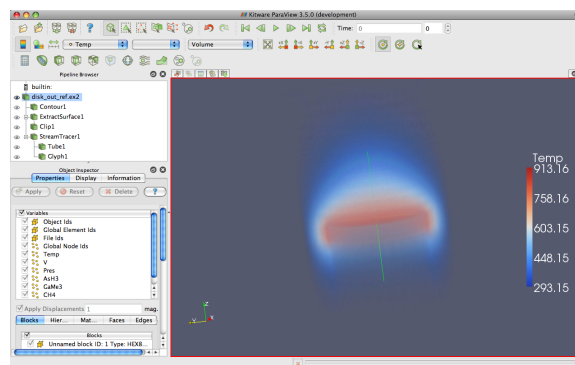 Kitware ParaView 3.5.0 (development)
Time: 0
0
Temp
Volume
Pipeline Browser
builtin:
disk_out_ref.ex2
Contour1
ExtractSurface1
Clip1
StreamTracer1
Tube1
Glyph1
Object Inspector
Properties Display Information
Apply Reset Delete ?
Variables
Object Ids
Global Element Ids
File Ids
Global Node Ids
Temp
V
Pres
AsH3
GaMe3
CH4
Apply Displacements 1 mag.
Blocks Hier... Mat... Faces Edges
Blocks
Unnamed block ID: 1 Type: HEX8...
Temp
913.16
758.16
603.15
448.15
293.15
Z
Y
X